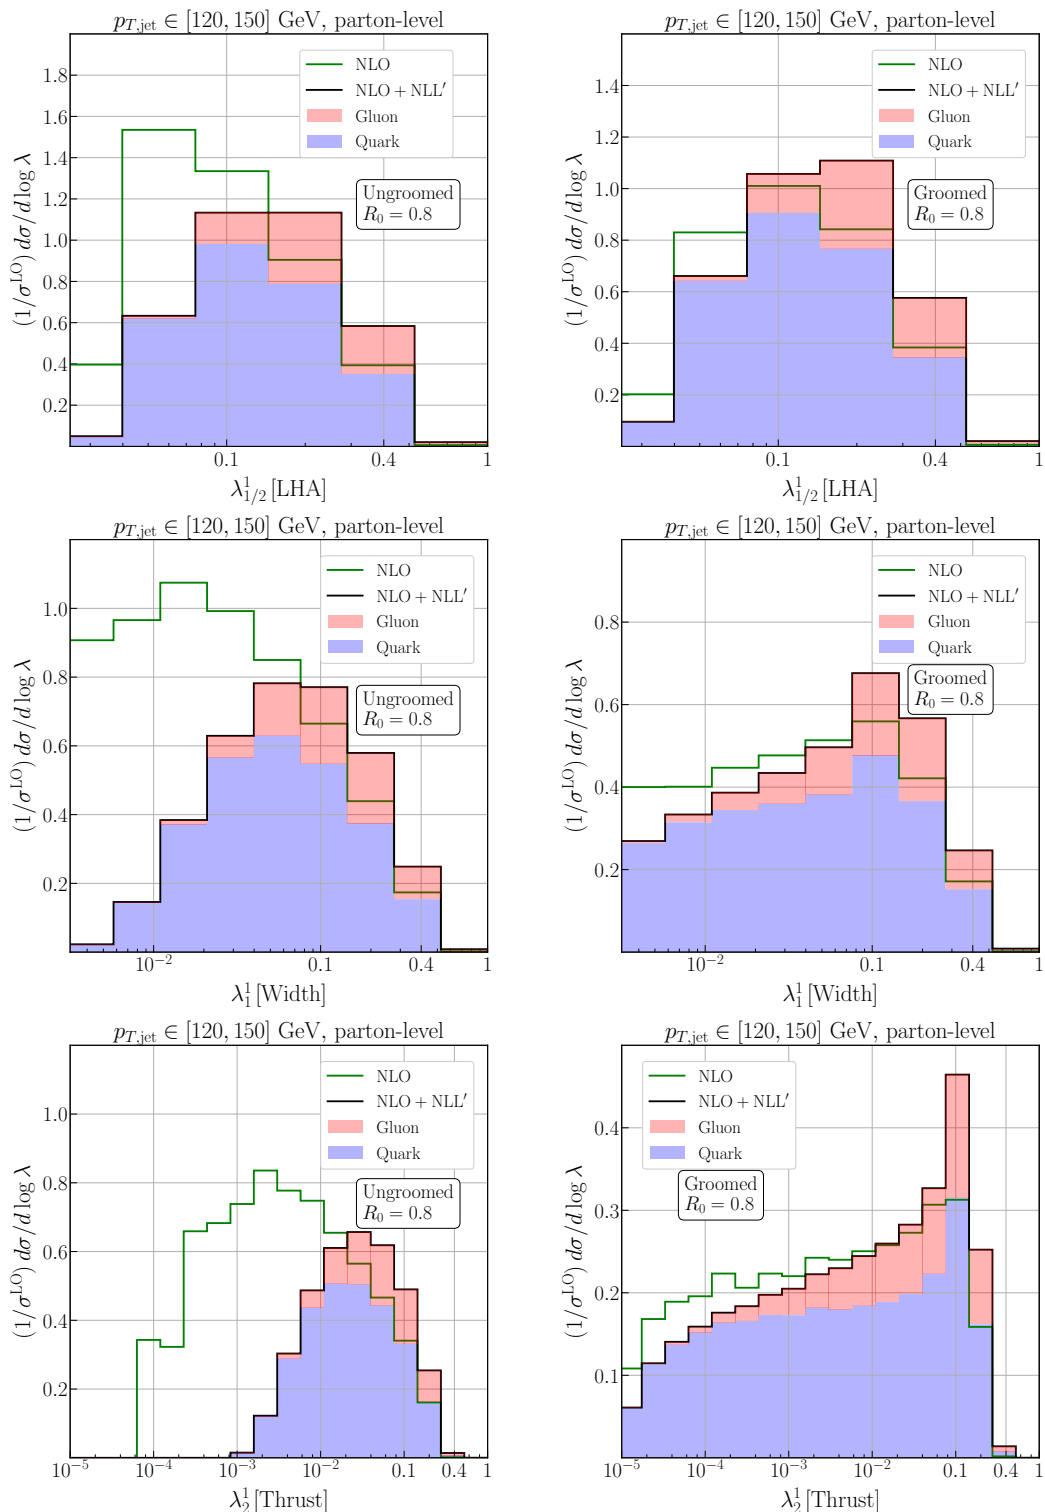 p_{T,jet} ∈ [120, 150] GeV, parton-level
(1/σ^{LO}) dσ/d log λ
1.8
1.6
1.4
1.2
1.0
0.8
0.6
0.4
0.2
NLO
NLO + NLL′
Gluon
Quark
Ungroomed
R_0 = 0.8
0.1 0.4 1
λ^1_{1/2} [LHA]
p_{T,jet} ∈ [120, 150] GeV, parton-level
(1/σ^{LO}) dσ/d log λ
1.4
1.2
1.0
0.8
0.6
0.4
0.2
NLO
NLO + NLL′
Gluon
Quark
Groomed
R_0 = 0.8
0.1 0.4 1
λ^1_{1/2} [LHA]
p_{T,jet} ∈ [120, 150] GeV, parton-level
(1/σ^{LO}) dσ/d log λ
1.0
0.8
0.6
0.4
0.2
NLO
NLO + NLL′
Gluon
Quark
Ungroomed
R_0 = 0.8
10^{-2} 0.1 0.4 1
λ^1_1 [Width]
p_{T,jet} ∈ [120, 150] GeV, parton-level
(1/σ^{LO}) dσ/d log λ
0.8
0.6
0.4
0.2
NLO
NLO + NLL′
Gluon
Quark
Groomed
R_0 = 0.8
10^{-2} 0.1 0.4 1
λ^1_1 [Width]
p_{T,jet} ∈ [120, 150] GeV, parton-level
(1/σ^{LO}) dσ/d log λ
1.0
0.8
0.6
0.4
0.2
NLO
NLO + NLL′
Gluon
Quark
Ungroomed
R_0 = 0.8
10^{-5} 10^{-4} 10^{-3} 10^{-2} 0.1 0.4 1
λ^1_2 [Thrust]
p_{T,jet} ∈ [120, 150] GeV, parton-level
(1/σ^{LO}) dσ/d log λ
0.4
0.3
0.2
0.1
NLO
NLO + NLL′
Gluon
Quark
Groomed
R_0 = 0.8
10^{-5} 10^{-4} 10^{-3} 10^{-2} 0.1 0.4 1
λ^1_2 [Thrust]